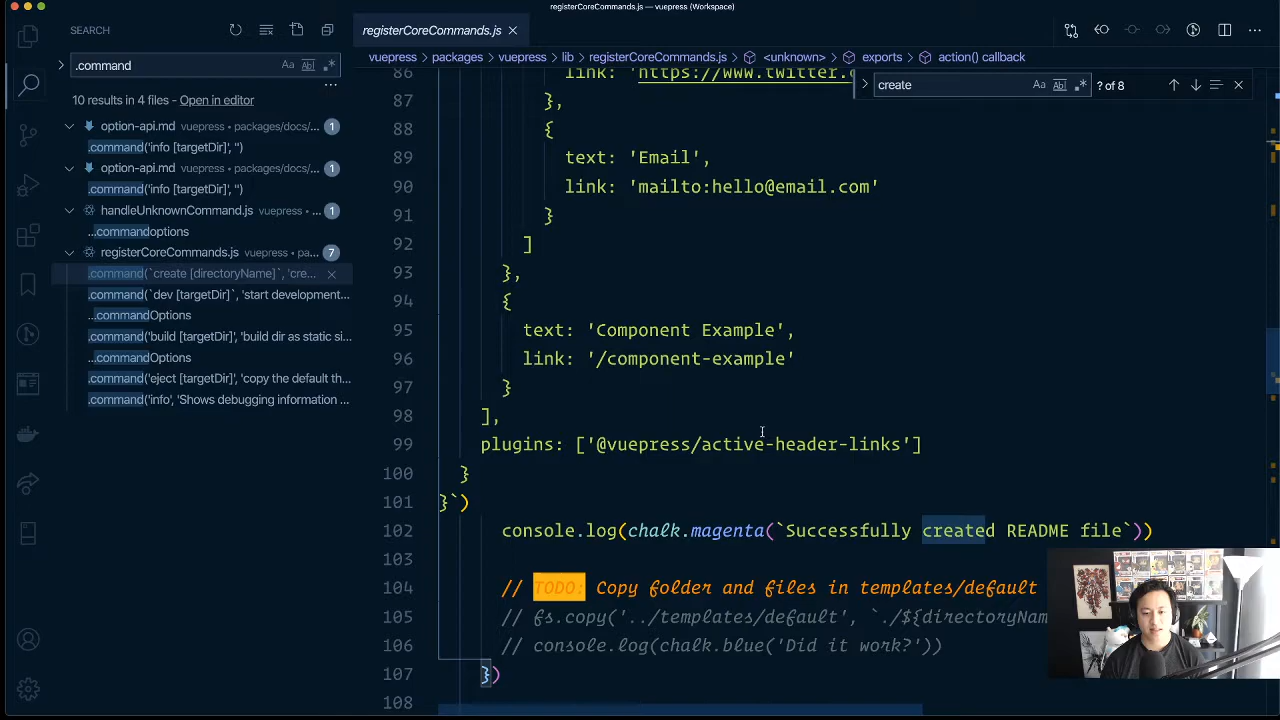 registerCoreCommands.js — vuepress (Workspace)
SEARCH
.command
Aa
ab
.*
10 results in 4 files - Open in editor
option-api.md vuepress • packages/docs/... 1
.command('info [targetDir]', '')
option-api.md vuepress • packages/docs/... 1
.command('info [targetDir]', '')
handleUnknownCommand.js vuepress • ... 1
...commandoptions
registerCoreCommands.js vuepress • pa... 7
.command(`create [directoryName]`, 'cre...
.command(`dev [targetDir]`, 'start development...
...commandOptions
.command('build [targetDir]', 'build dir as static si...
...commandOptions
.command('eject [targetDir]', 'copy the default th...
.command('info', 'Shows debugging information ...
registerCoreCommands.js
vuepress > packages > vuepress > lib > registerCoreCommands.js > <unknown> > exports > action() callback
create
Aa
ab
.*
? of 8
86 link: 'https://www.twitter.c
87 },
88 {
89 text: 'Email',
90 link: 'mailto:hello@email.com'
91 }
92 ]
93 },
94 {
95 text: 'Component Example',
96 link: '/component-example'
97 }
98 ],
99 plugins: ['@vuepress/active-header-links']
100 }
101 }`)
102 console.log(chalk.magenta(`Successfully created README file`))
103
104 // TODO: Copy folder and files in templates/default
105 // fs.copy('../templates/default', `./${directoryNam
106 // console.log(chalk.blue('Did it work?'))
107 })
108